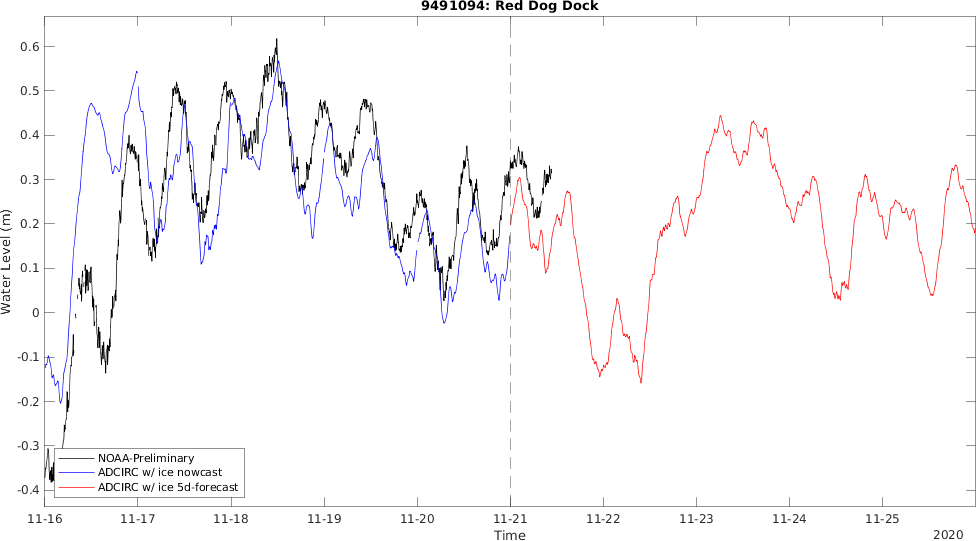 9491094: Red Dog Dock
Water Level (m)
0.6
0.5
0.4
0.3
0.2
0.1
0
-0.1
-0.2
-0.3
-0.4
NOAA-Preliminary
ADCIRC w/ ice nowcast
ADCIRC w/ ice 5d-forecast
11-16 11-17 11-18 11-19 11-20 11-21 11-22 11-23 11-24 11-25
Time
2020